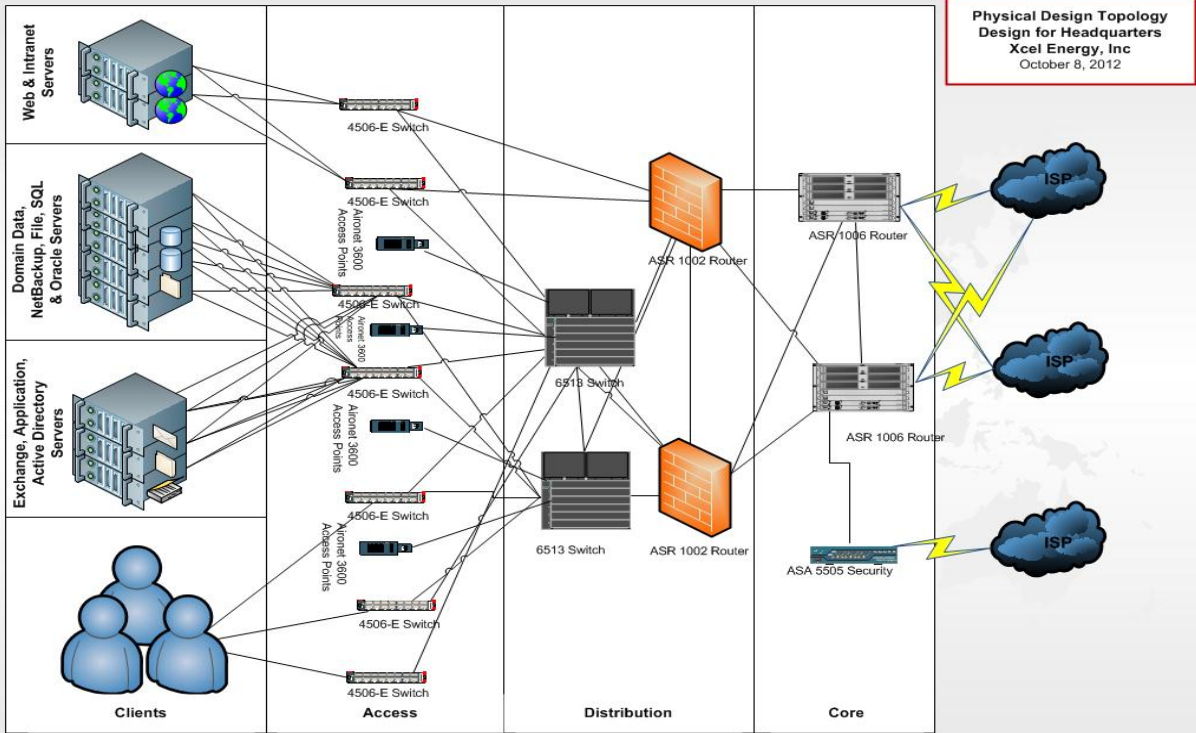 Physical Design Topology
Design for Headquarters
Xcel Energy, Inc
October 8, 2012
Web & Intranet
Servers
Domain Data,
NetBackup, File, SQL
& Oracle Servers
Exchange, Application,
Active Directory
Servers
4506-E Switch
4506-E Switch
Aironet 3600
Access Points
4506-E Switch
Aironet 3600
Access
Points
4506-E Switch
Aironet 3600
Access Points
4506-E Switch
Aironet 3600
Access Points
4506-E Switch
4506-E Switch
6513 Switch
6513 Switch
ASR 1002 Router
ASR 1002 Router
ASR 1006 Router
ASR 1006 Router
ASA 5505 Security
ISP
ISP
ISP
Clients
Access
Distribution
Core